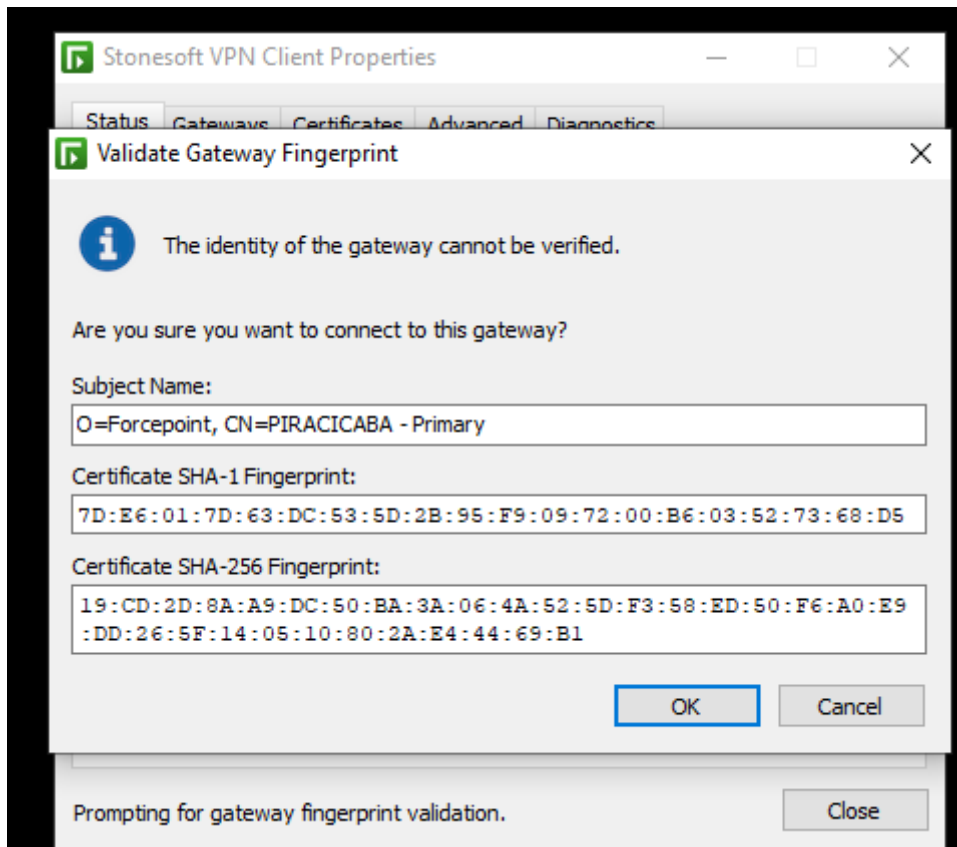 Stonesoft VPN Client Properties
Status Gateways Certificates Advanced Diagnostics
Validate Gateway Fingerprint
The identity of the gateway cannot be verified.
Are you sure you want to connect to this gateway?
Subject Name:
O=Forcepoint, CN=PIRACICABA - Primary
Certificate SHA-1 Fingerprint:
7D:E6:01:7D:63:DC:53:5D:2B:95:F9:09:72:00:B6:03:52:73:68:D5
Certificate SHA-256 Fingerprint:
19:CD:2D:8A:A9:DC:50:BA:3A:06:4A:52:5D:F3:58:ED:50:F6:A0:E9
:DD:26:5F:14:05:10:80:2A:E4:44:69:B1
OK Cancel
Prompting for gateway fingerprint validation.
Close